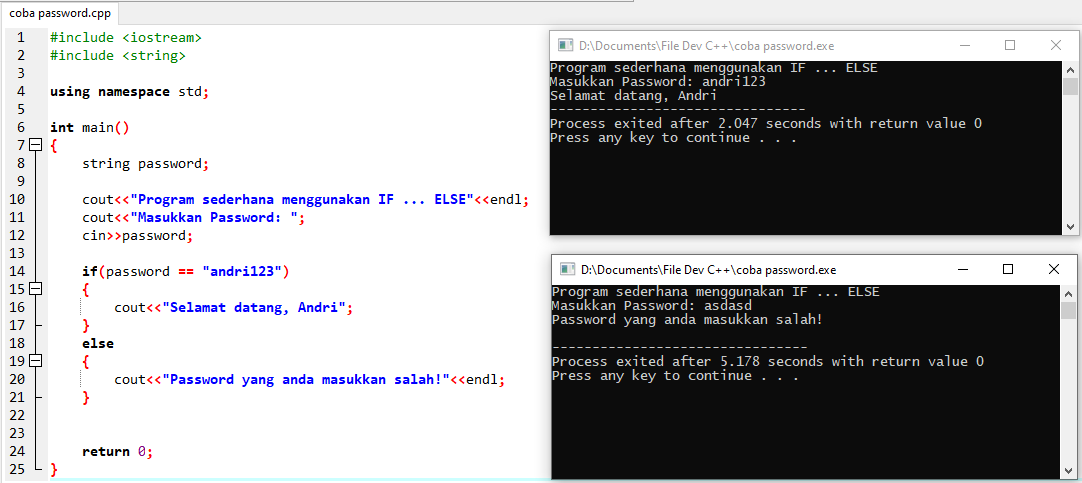 coba password.cpp
1 #include <iostream>
2 #include <string>
3
4 using namespace std;
5
6 int main()
7 {
8 string password;
9
10 cout<<"Program sederhana menggunakan IF ... ELSE"<<endl;
11 cout<<"Masukkan Password: ";
12 cin>>password;
13
14 if(password == "andri123")
15 {
16 cout<<"Selamat datang, Andri";
17 }
18 else
19 {
20 cout<<"Password yang anda masukkan salah!"<<endl;
21 }
22
23
24 return 0;
25 }
D:\Documents\File Dev C++\coba password.exe
Program sederhana menggunakan IF ... ELSE
Masukkan Password: andri123
Selamat datang, Andri
--------------------------------
Process exited after 2.047 seconds with return value 0
Press any key to continue . . .
D:\Documents\File Dev C++\coba password.exe
Program sederhana menggunakan IF ... ELSE
Masukkan Password: asdasd
Password yang anda masukkan salah!
--------------------------------
Process exited after 5.178 seconds with return value 0
Press any key to continue . . .